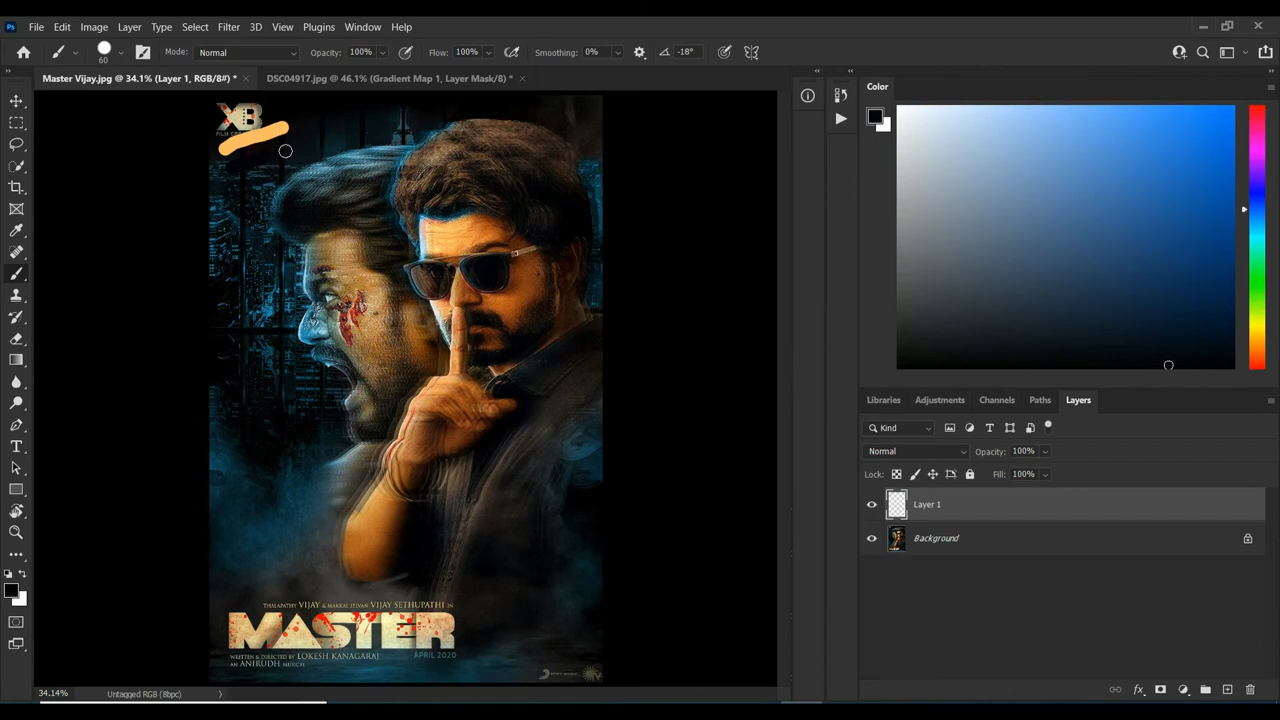 Ps File Edit Image Layer Type Select Filter 3D View Plugins Window Help
60 Mode: Normal Opacity: 100% Flow: 100% Smoothing: 0% -18°
Master Vijay.jpg @ 34.1% (Layer 1, RGB/8#) * DSC04917.jpg @ 46.1% (Gradient Map 1, Layer Mask/8) *
Color
XB
FILM
Libraries Adjustments Channels Paths Layers
Kind
Normal Opacity: 100%
Lock: Fill: 100%
Layer 1
Background
THALAPATHY VIJAY & MAKKAL SELVAN VIJAY SETHUPATHI IN
MASTER
WRITTEN & DIRECTED BY LOKESH KANAGARAJ APRIL 2020
AN ANIRUDH MUSICAL
34.14% Untagged RGB (8bpc)